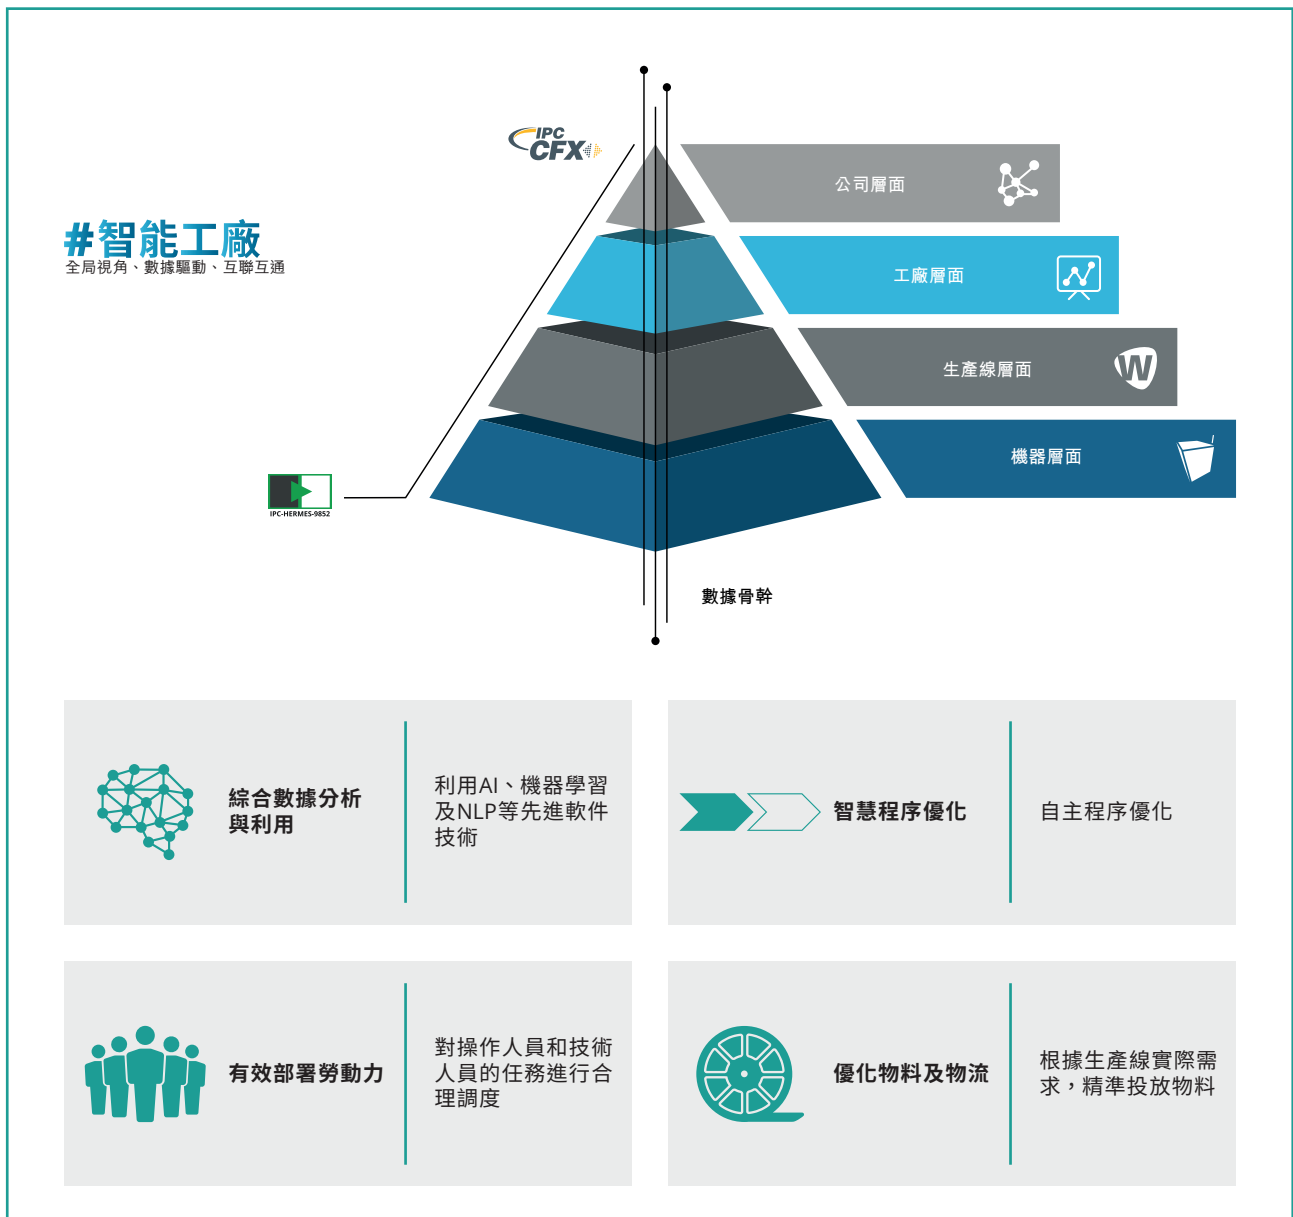 IPC
CFX
公司層面
#智能工廠
全局視角、數據驅動、互聯互通
工廠層面
生產線層面
W
機器層面
IPC-HERMES-9852
數據骨幹
綜合數據分析
與利用
利用AI、機器學習
及NLP等先進軟件
技術
智慧程序優化
自主程序優化
有效部署勞動力
對操作人員和技術
人員的任務進行合
理調度
優化物料及物流
根據生產線實際需
求，精準投放物料